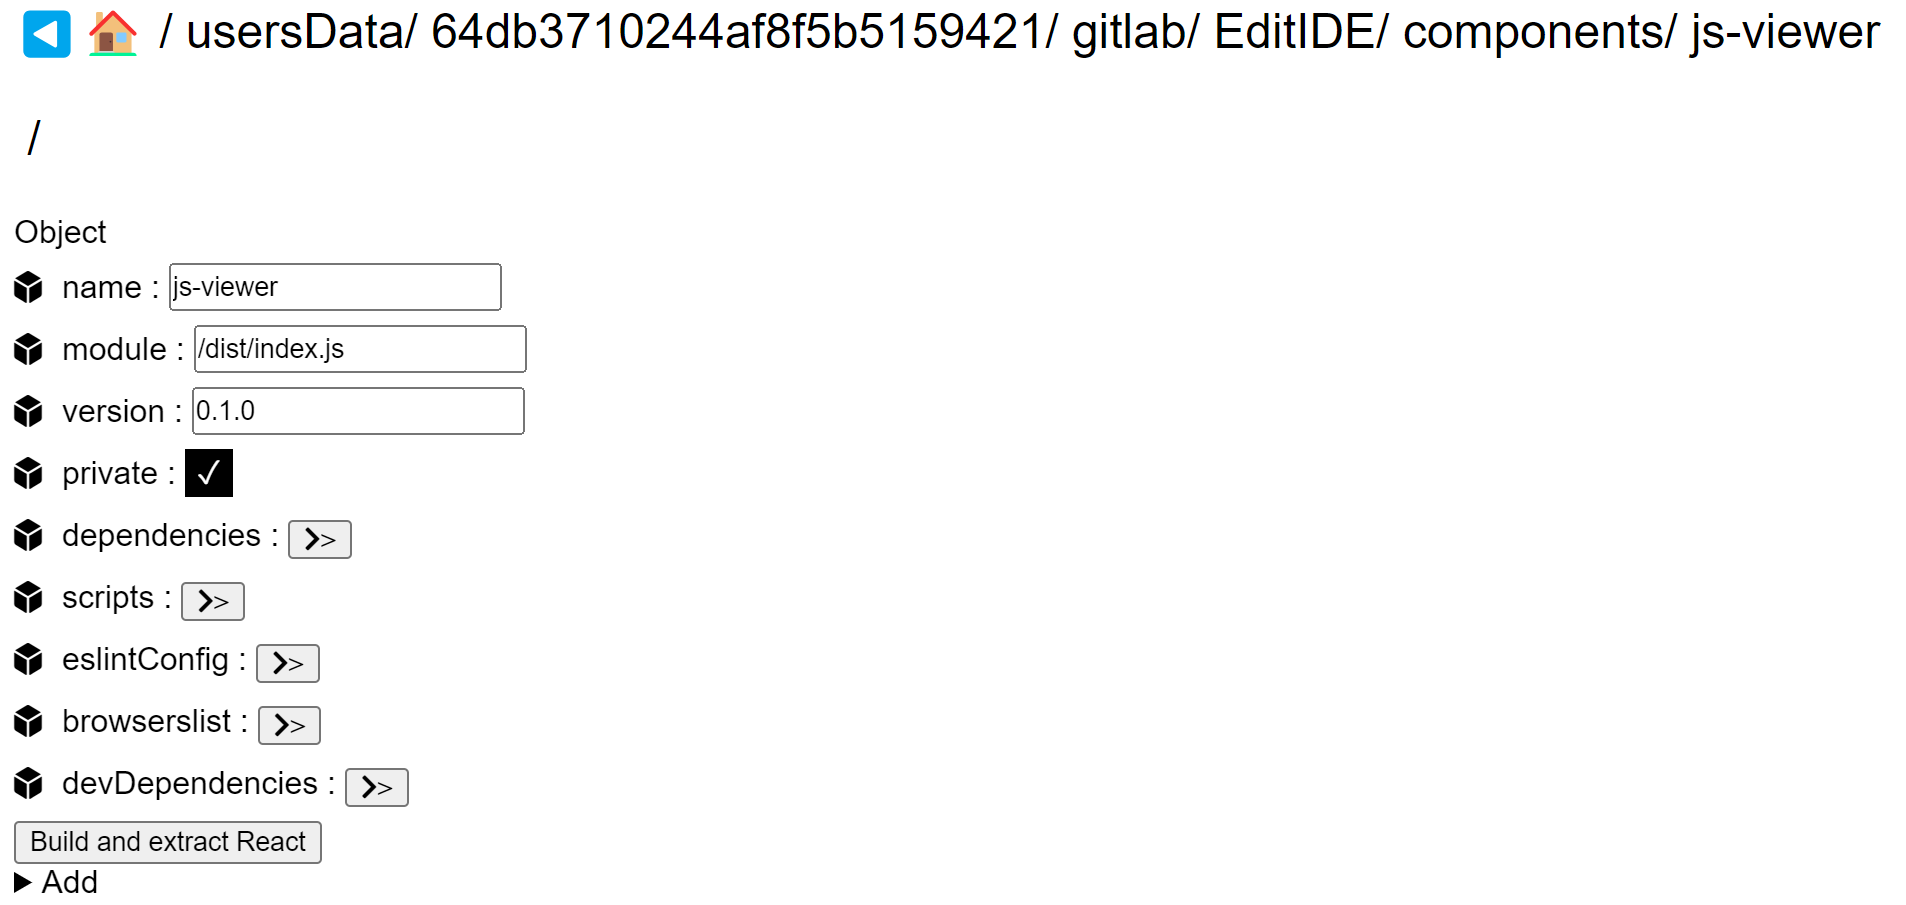 / usersData/ 64db3710244af8f5b5159421/ gitlab/ EditIDE/ components/ js-viewer
/
Object
name : js-viewer
module : /dist/index.js
version : 0.1.0
private : ✓
dependencies : >>
scripts : >>
eslintConfig : >>
browserslist : >>
devDependencies : >>
Build and extract React
Add